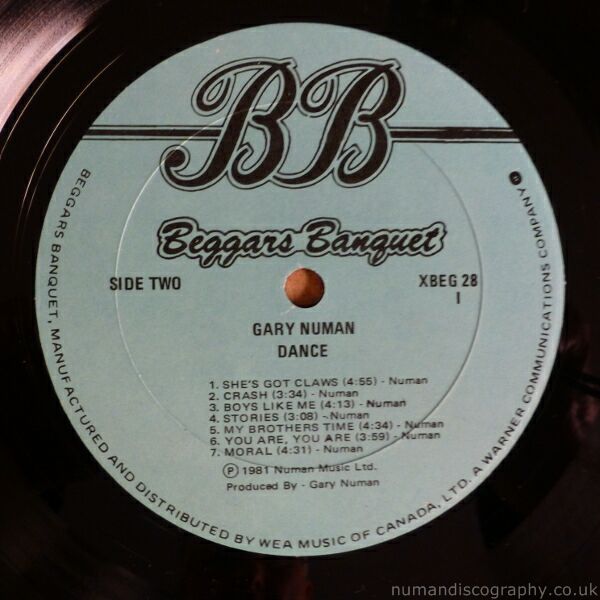 BB
Beggars Banquet
SIDE TWO
XBEG 28
I
GARY NUMAN
DANCE
1. SHE'S GOT CLAWS (4:55) - Numan
2. CRASH (3:34) - Numan
3. BOYS LIKE ME (4:13) - Numan
4. STORIES (3:08) - Numan
5. MY BROTHERS TIME (4:34) - Numan
6. YOU ARE, YOU ARE (3:59) - Numan
7. MORAL (4:31) - Numan
Ⓟ 1981 Numan Music Ltd.
Produced By - Gary Numan
BEGGARS BANQUET, MANUFACTURED AND DISTRIBUTED BY WEA MUSIC OF CANADA, LTD. A WARNER COMMUNICATIONS COMPANY
numandiscography.co.uk